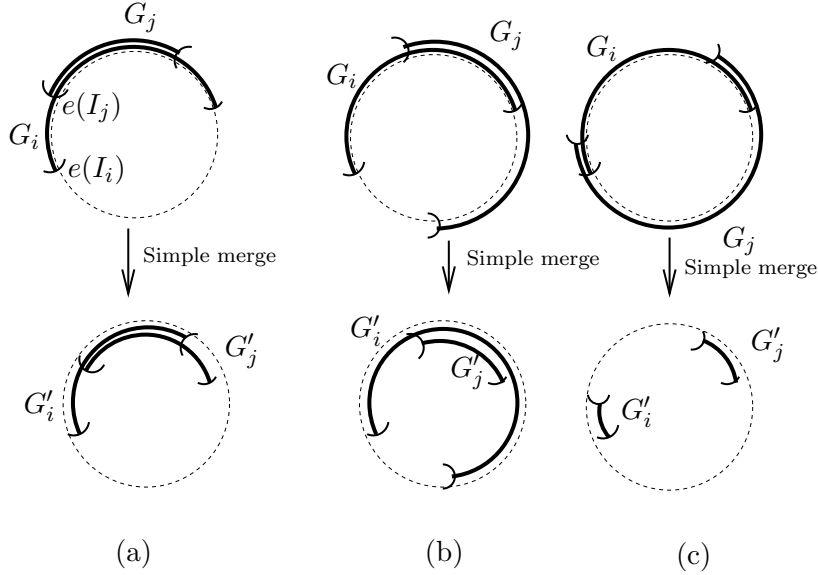 G_j
G_j
G_i
G_i
e(I_j)
G_i
e(I_i)
G_j
Simple merge
Simple merge
Simple merge
G'_i
G'_j
G'_j
G'_j
G'_i
G'_i
(a)
(b)
(c)